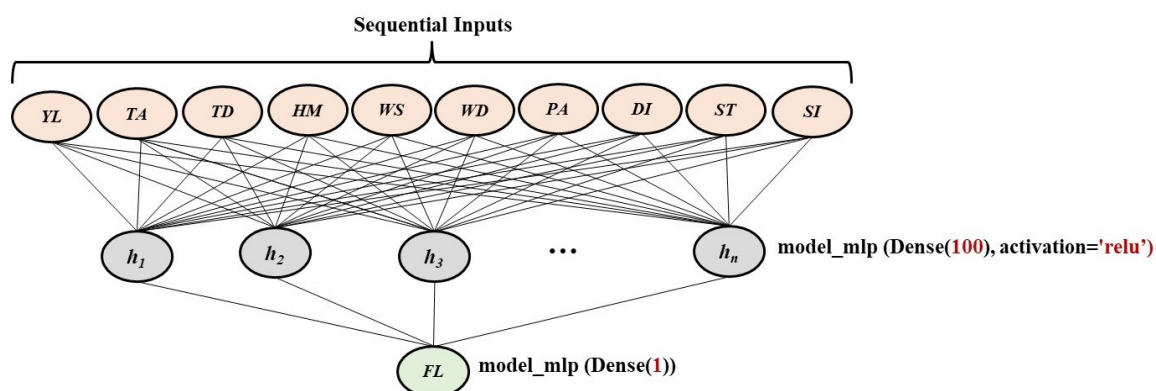 Sequential Inputs
YL TA TD HM WS WD PA DI ST SI
h1 h2 h3 ... hn model_mlp (Dense(100), activation='relu’)
FL model_mlp (Dense(1))